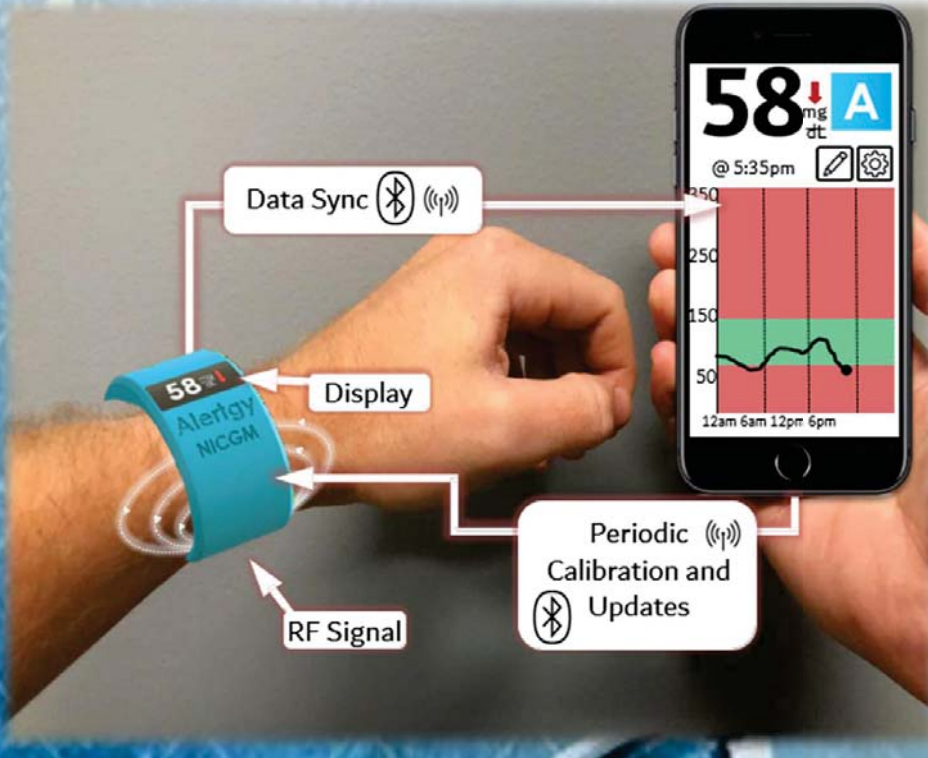 58
mg
dL
A
@ 5:35pm
350
250
150
50
12am 6am 12pm 6pm
Data Sync
58
Alertgy
NICGM
Display
RF Signal
Periodic
Calibration and
Updates